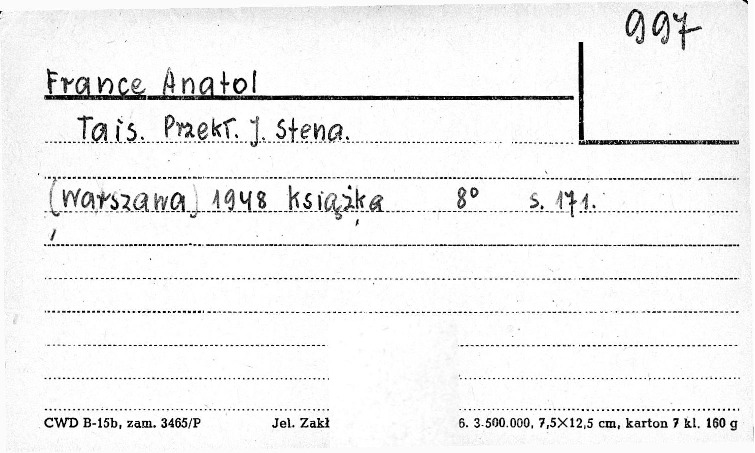 997
France Anatol
Tais. Przekł. J. Stena.
[Warszawa] 1948 Książka 8° s. 171.
CWD B-15b, zam. 3465/P Jel. Zakł 6. 3-500.000, 7,5×12,5 cm, karton 7 kl. 160 g